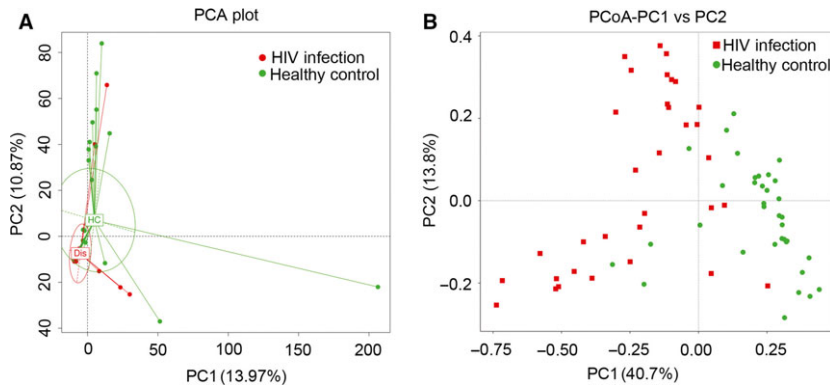 A
PCA plot
HIV infection
Healthy control
PC2 (10.87%)
80
60
40
20
0
20
40
HC
Dis
0
50
100
150
200
PC1 (13.97%)
B
PCoA-PC1 vs PC2
HIV infection
Healthy control
PC2 (13.8%)
0.4
0.2
0.0
−0.2
−0.75
−0.50
−0.25
0.00
0.25
PC1 (40.7%)